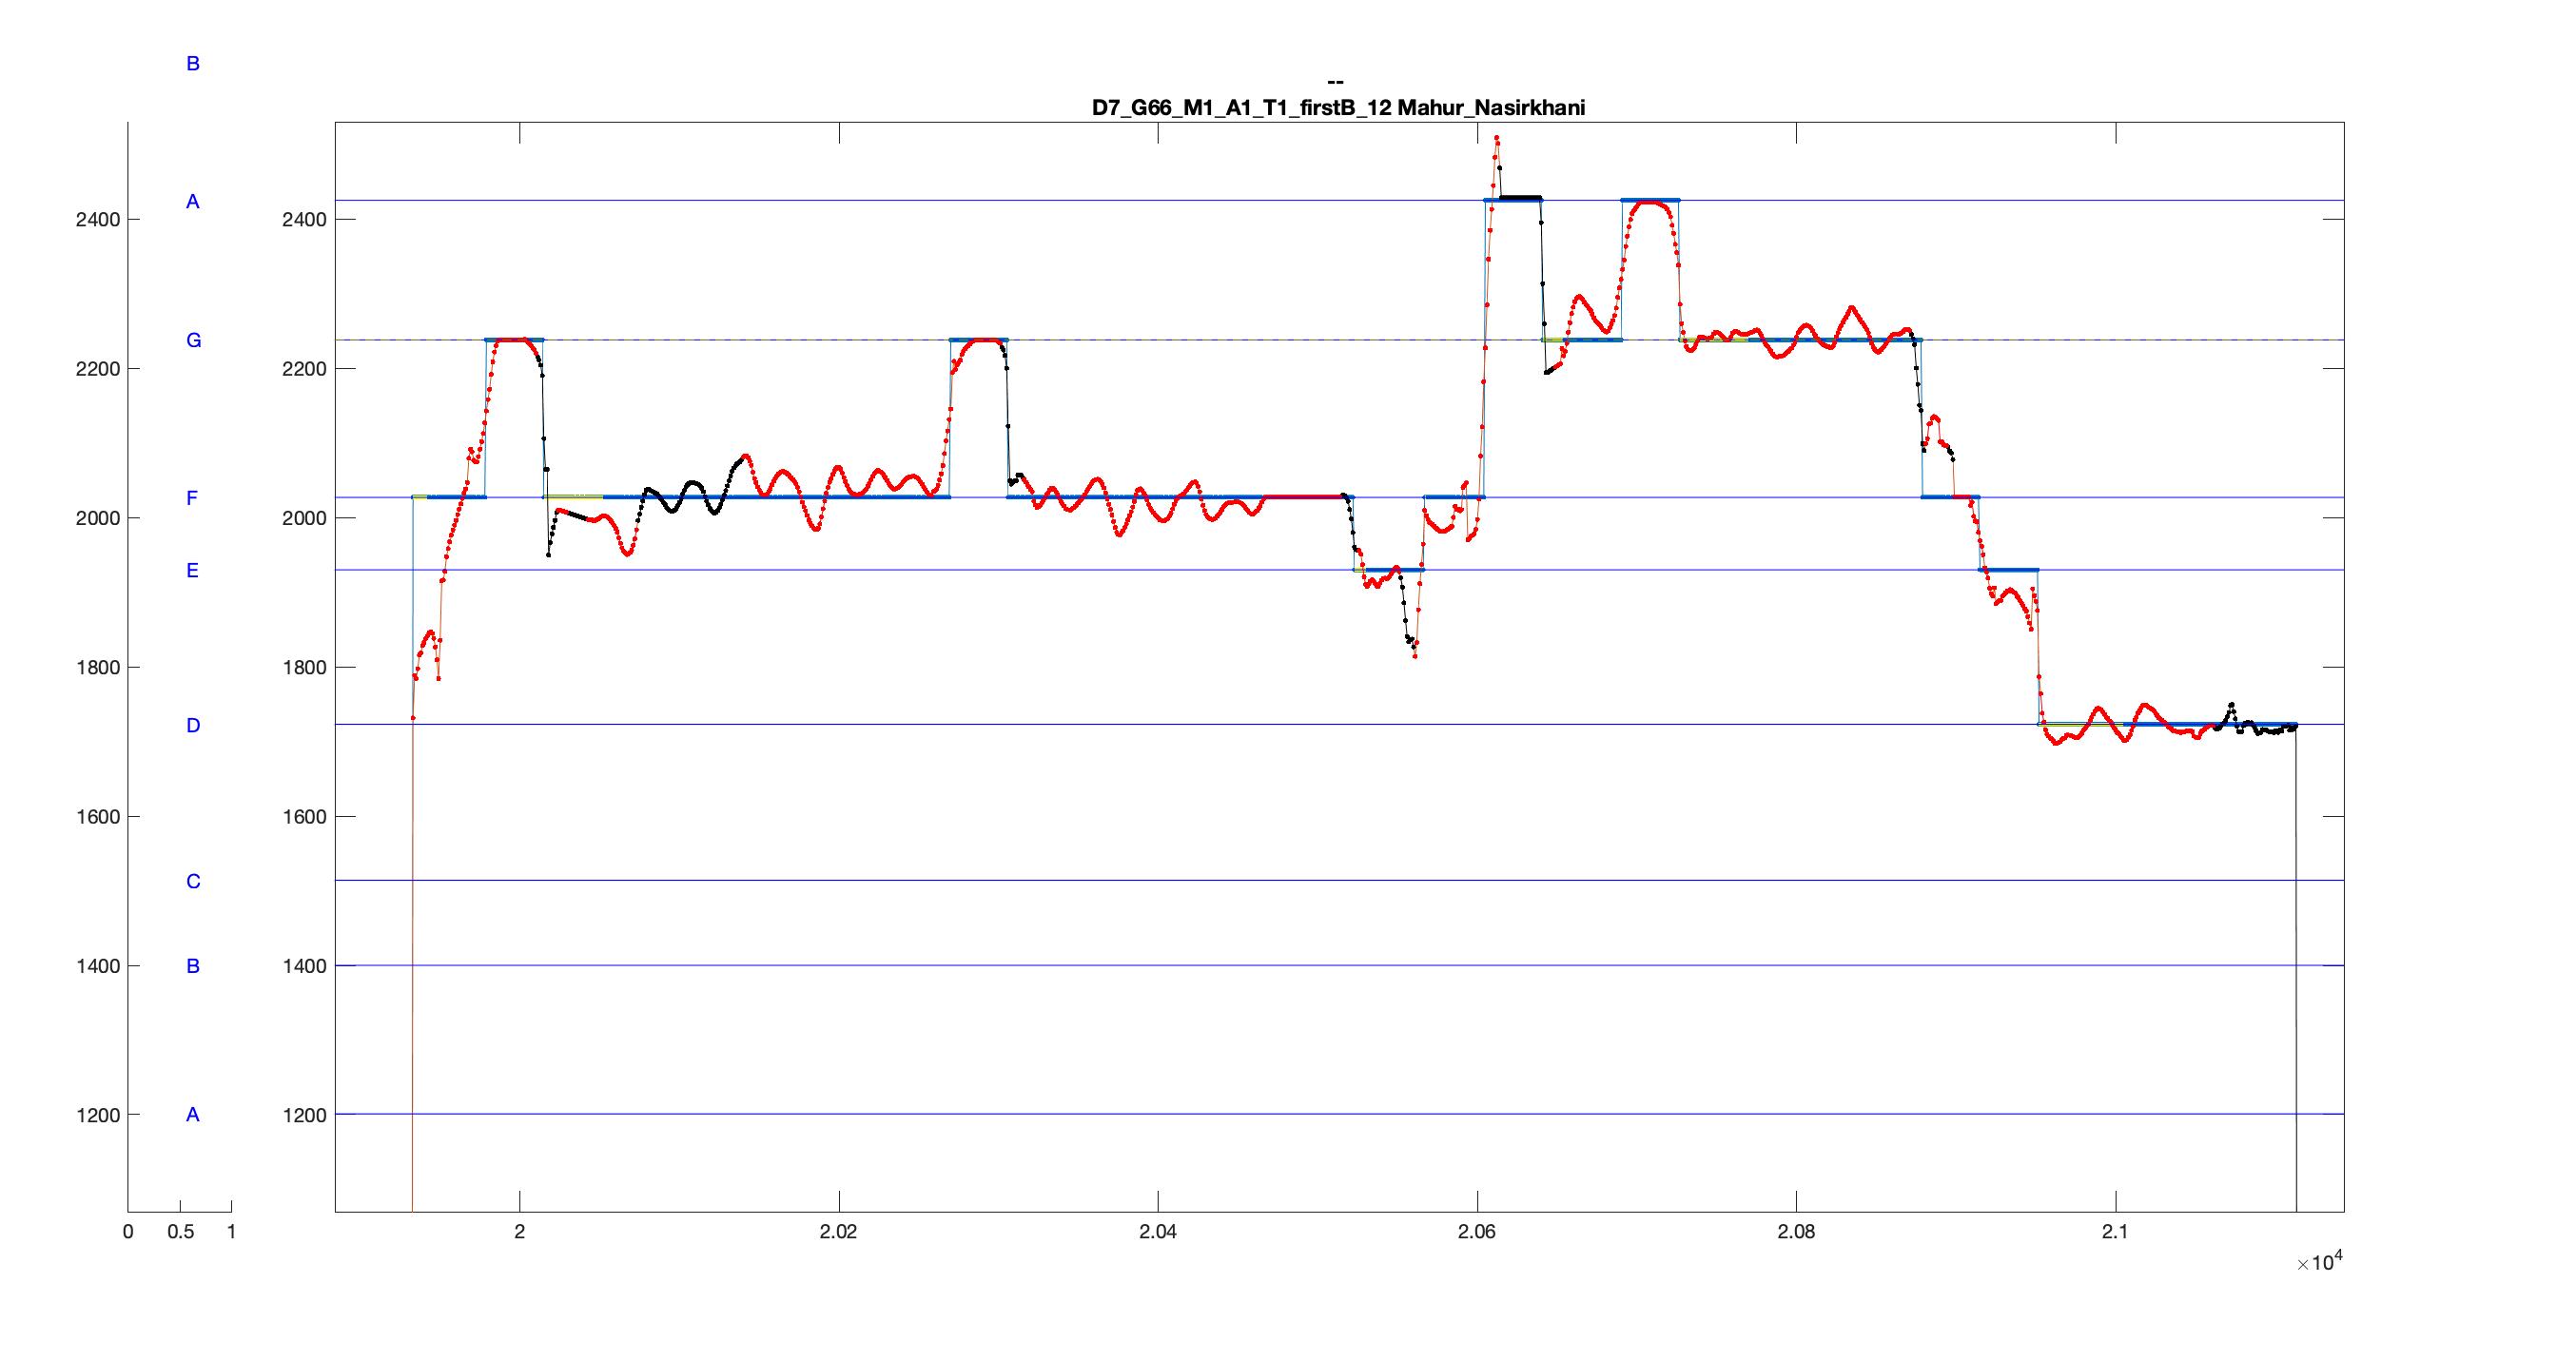 B
--
D7_G66_M1_A1_T1_firstB_12 Mahur_Nasirkhani
A
2400 2400
G
2200 2200
F
2000 2000
E
1800 1800
D
1600 1600
C
1400 B 1400
1200 A 1200
0 0.5 1 2 2.02 2.04 2.06 2.08 2.1
×10⁴